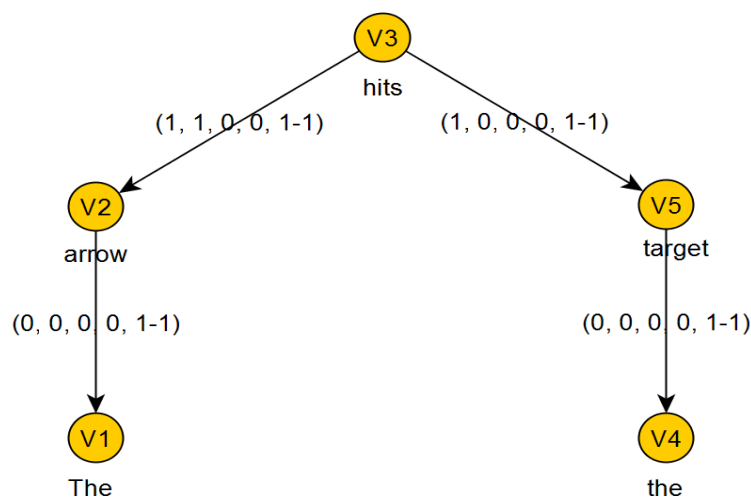 V3
hits
(1, 1, 0, 0, 1-1) (1, 0, 0, 0, 1-1)
V2 V5
arrow target
(0, 0, 0, 0, 1-1) (0, 0, 0, 0, 1-1)
V1 V4
The the